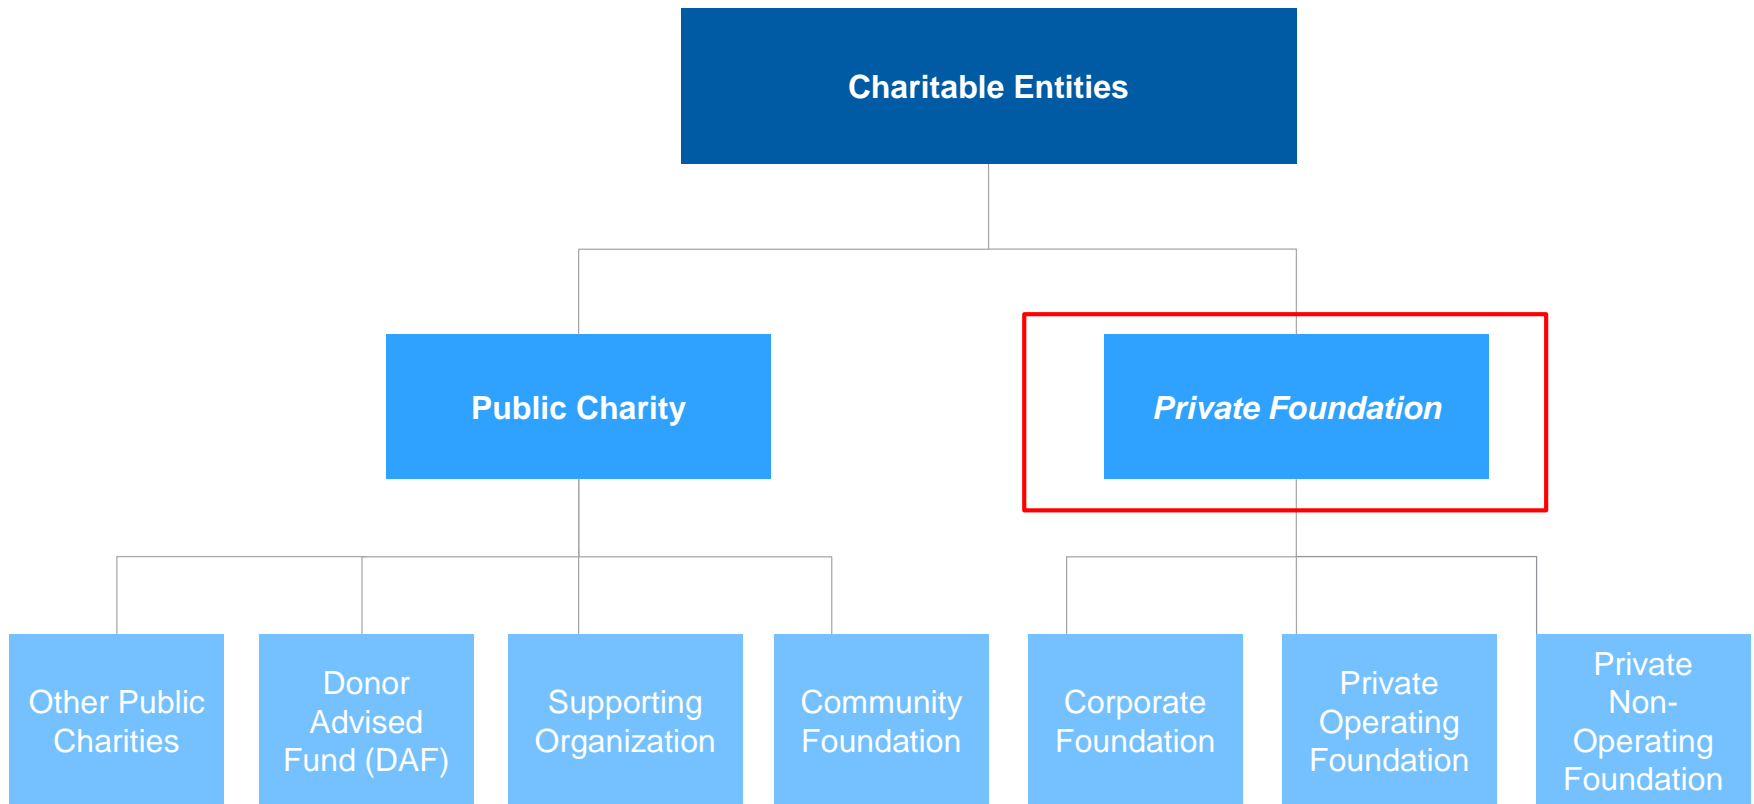 Charitable Entities
Public Charity
Private Foundation
Other Public
Charities
Donor
Advised
Fund (DAF)
Supporting
Organization
Community
Foundation
Corporate
Foundation
Private
Operating
Foundation
Private
Non-
Operating
Foundation